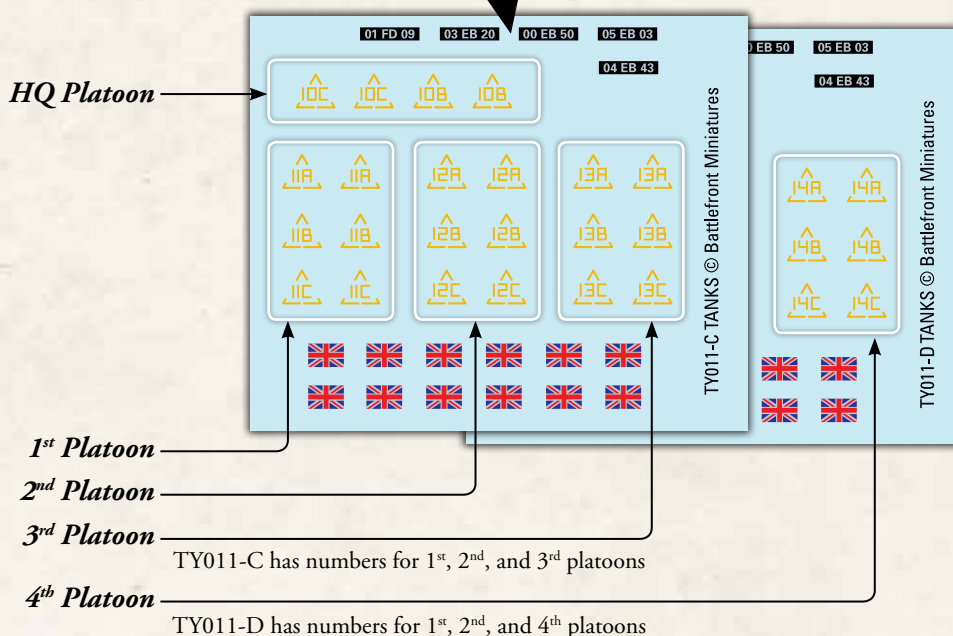 01 FD 09 03 EB 20 00 EB 50 05 EB 03
04 EB 43
HQ Platoon
10C 10C 10B 10B
11A 11A 12A 12A 13A 13A
11B 11B 12B 12B 13B 13B
11C 11C 12C 12C 13C 13C
TY011-C TANKS © Battlefront Miniatures
EB 50 05 EB 03
04 EB 43
14A 14A
14B 14B
14C 14C
TY011-D TANKS © Battlefront Miniatures
1st Platoon
2nd Platoon
3rd Platoon
TY011-C has numbers for 1st, 2nd, and 3rd platoons
4th Platoon
TY011-D has numbers for 1st, 2nd, and 4th platoons